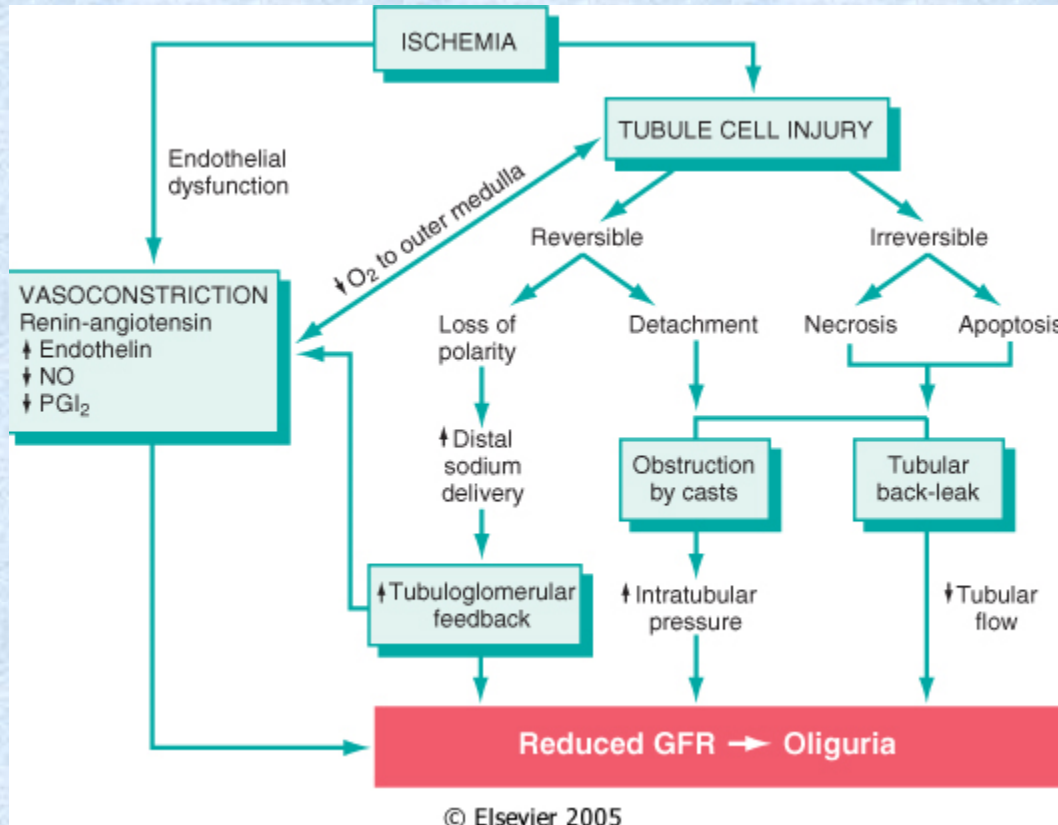 ISCHEMIA
TUBULE CELL INJURY
Endothelial
dysfunction
↓O₂ to outer medulla
Reversible
Irreversible
VASOCONSTRICTION
Renin-angiotensin
↑ Endothelin
↓ NO
↓ PGI₂
Loss of
polarity
Detachment
Necrosis
Apoptosis
↑Distal
sodium
delivery
Obstruction
by casts
Tubular
back-leak
↑Tubuloglomerular
feedback
↑Intratubular
pressure
↓Tubular
flow
Reduced GFR → Oliguria
© Elsevier 2005